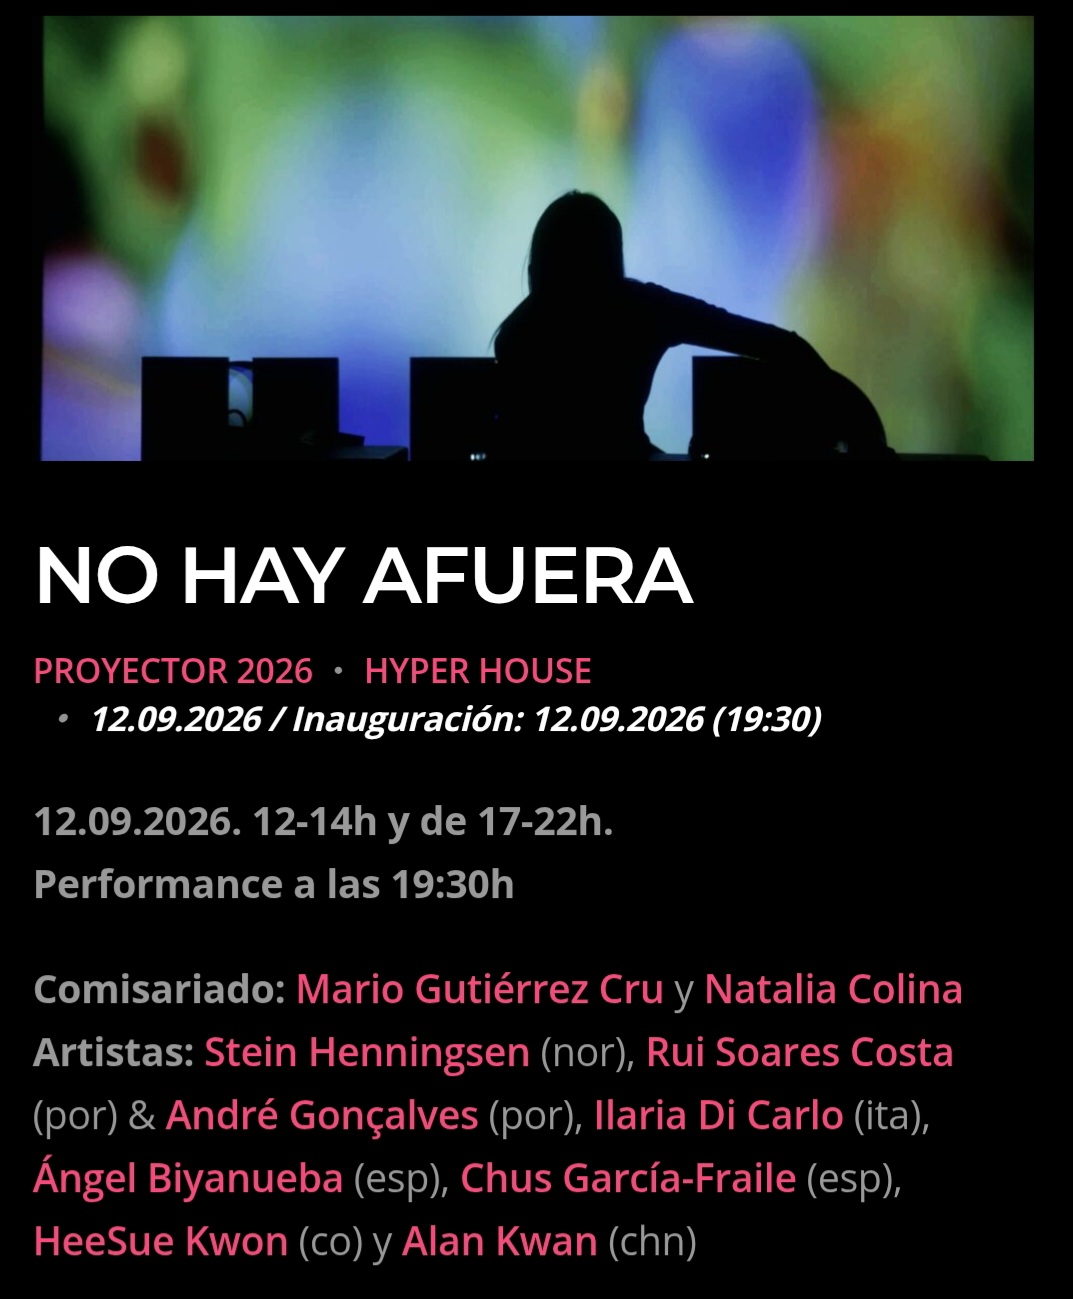 NO HAY AFUERA
PROYECTOR 2026 • HYPER HOUSE
• 12.09.2026 / Inauguración: 12.09.2026 (19:30)
12.09.2026. 12-14h y de 17-22h.
Performance a las 19:30h
Comisariado: Mario Gutiérrez Cru y Natalia Colina
Artistas: Stein Henningsen (nor), Rui Soares Costa
(por) & André Gonçalves (por), Ilaria Di Carlo (ita),
Ángel Biyanueba (esp), Chus García-Fraile (esp),
HeeSue Kwon (co) y Alan Kwan (chn)